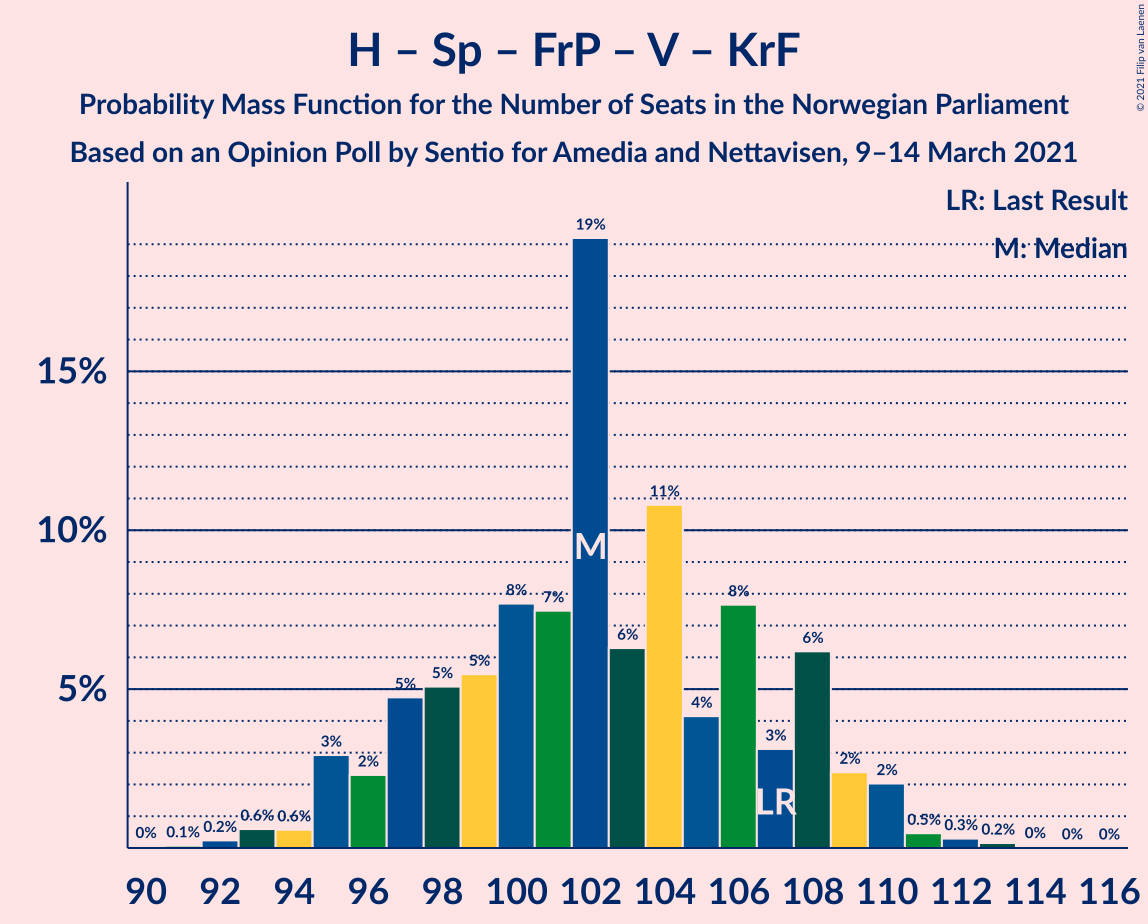 H – Sp – FrP – V – KrF
Probability Mass Function for the Number of Seats in the Norwegian Parliament
Based on an Opinion Poll by Sentio for Amedia and Nettavisen, 9–14 March 2021
© 2021 Filip van Laenen
LR: Last Result
M: Median
15%
10%
5%
0% 0.1% 0.2% 0.6% 0.6% 3% 2% 5% 5% 5% 8% 7% 19% 6% 11% 4% 8% 3% 6% 2% 2% 0.5% 0.3% 0.2% 0% 0% 0%
M
LR
90 92 94 96 98 100 102 104 106 108 110 112 114 116